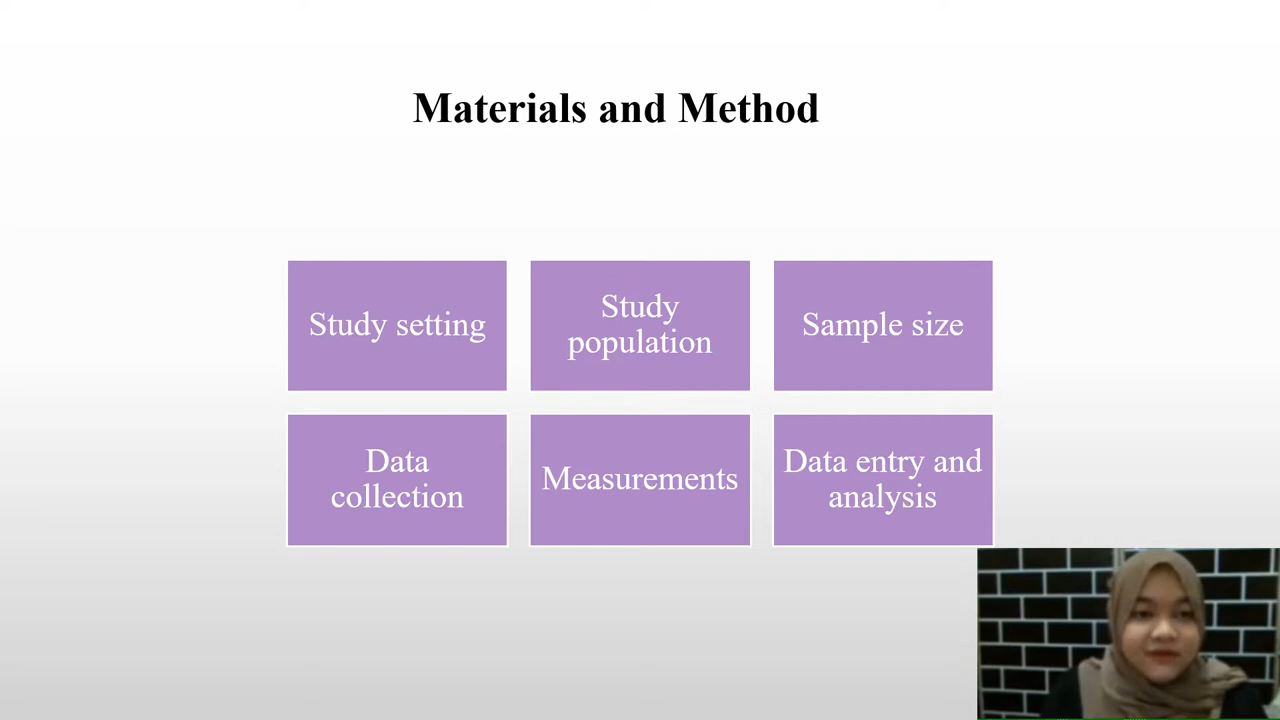 Materials and Method
Study setting
Study
population
Sample size
Data
collection
Measurements
Data entry and
analysis